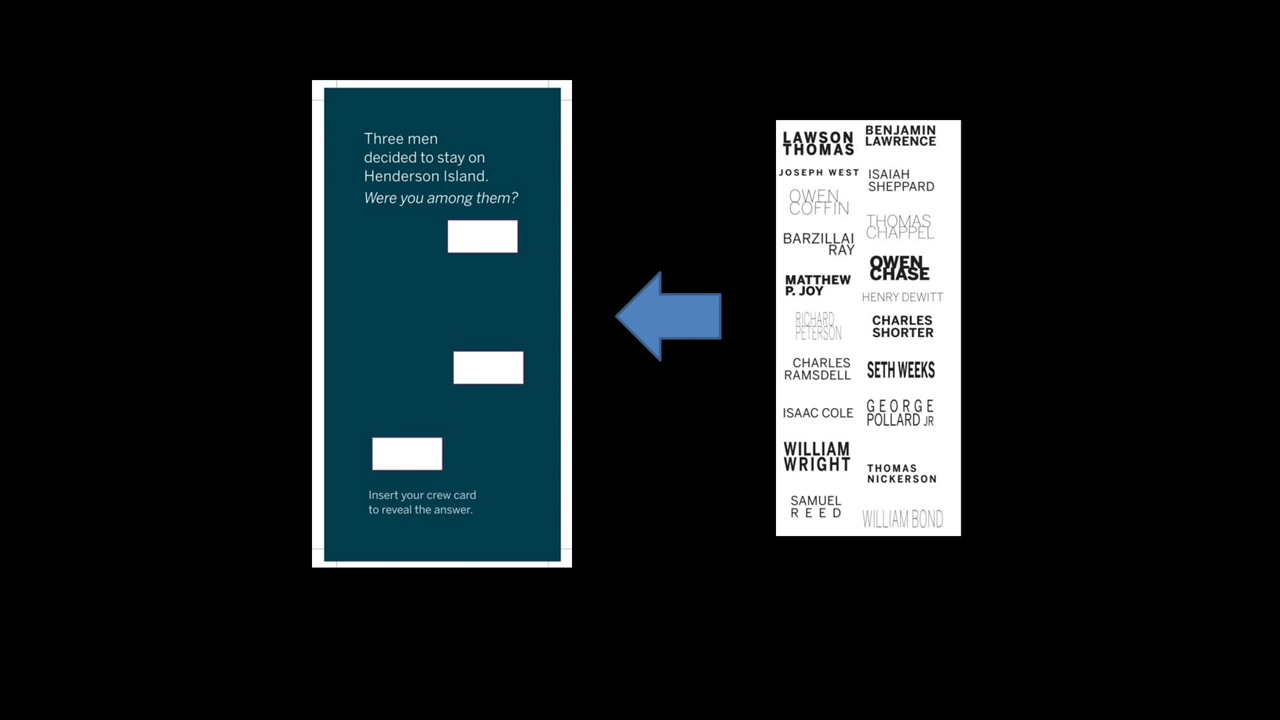 Three men
decided to stay on
Henderson Island.
Were you among them?
Insert your crew card
to reveal the answer.
LAWSON
THOMAS
JOSEPH WEST
OWEN
COFFIN
BARZILLAI
RAY
MATTHEW
P. JOY
RICHARD
PETERSON
CHARLES
RAMSDELL
ISAAC COLE
WILLIAM
WRIGHT
SAMUEL
REED
BENJAMIN
LAWRENCE
ISAIAH
SHEPPARD
THOMAS
CHAPPEL
OWEN
CHASE
HENRY DEWITT
CHARLES
SHORTER
SETH WEEKS
GEORGE
POLLARD JR.
THOMAS
NICKERSON
WILLIAM BOND